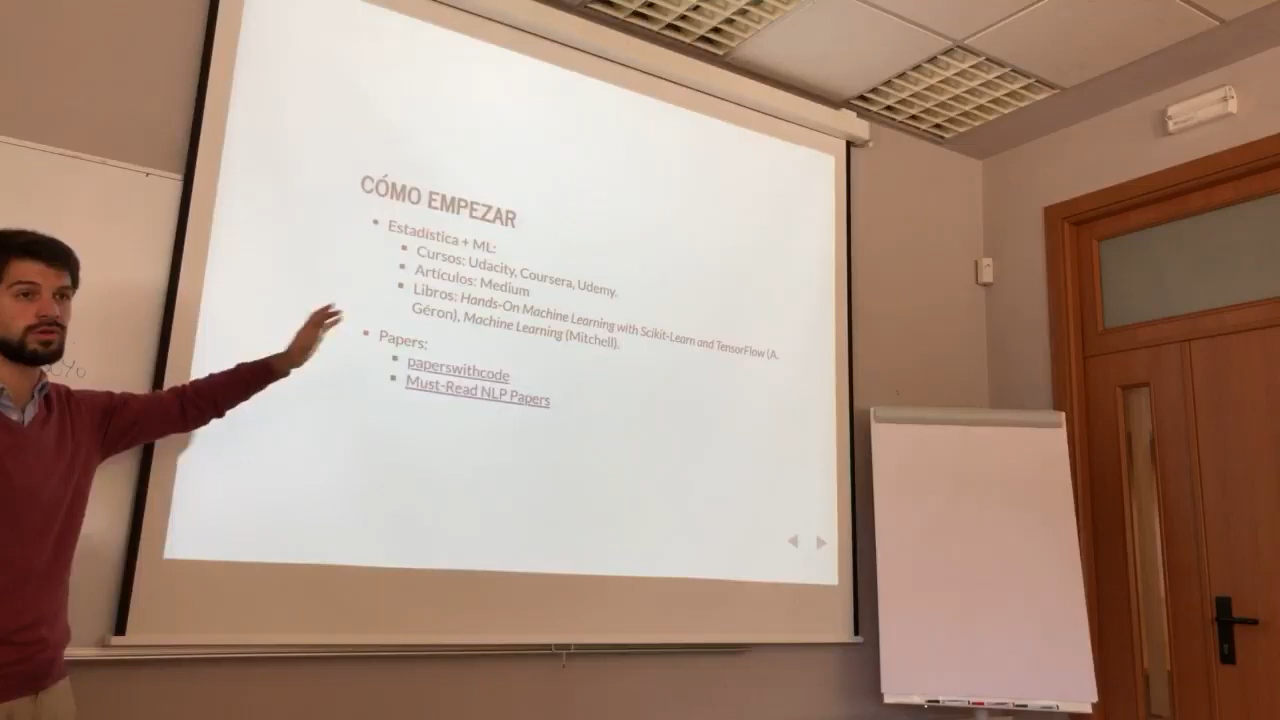 CÓMO EMPEZAR
Estadística + ML:
Cursos: Udacity, Coursera, Udemy.
Artículos: Medium
Libros: Hands-On Machine Learning with Scikit-Learn and TensorFlow (A.
Géron), Machine Learning (Mitchell).
Papers:
paperswithcode
Must-Read NLP Papers